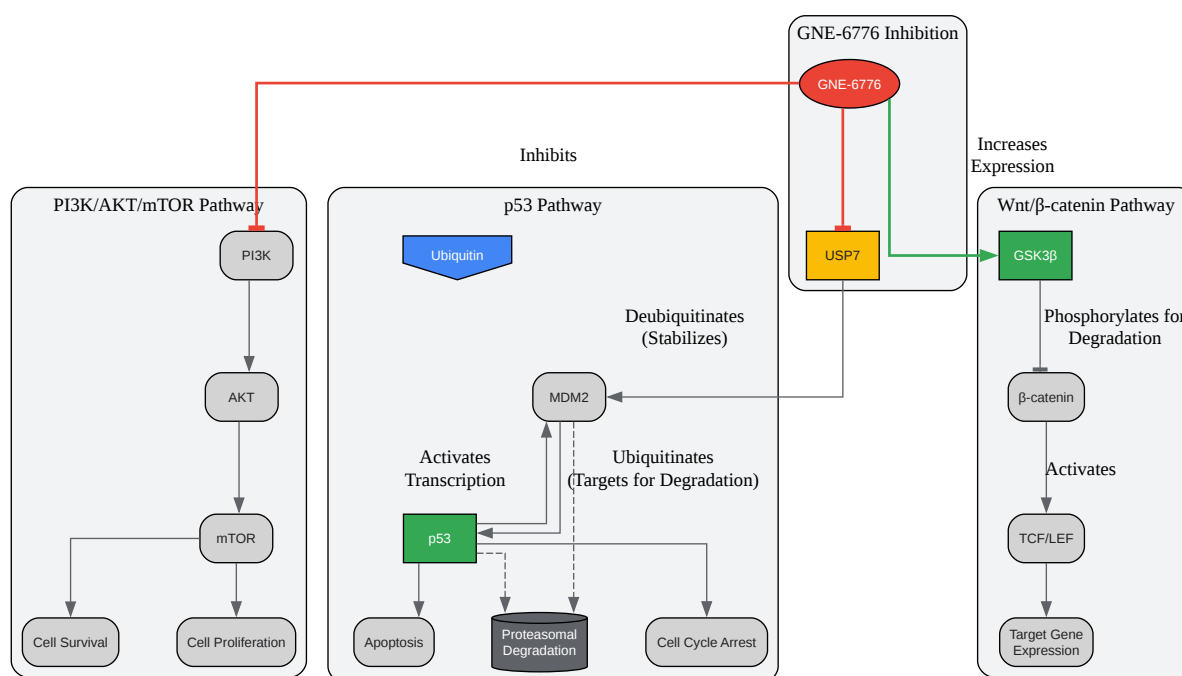 GNE-6776 Inhibition
GNE-6776
Increases
Expression
Inhibits
PI3K/AKT/mTOR Pathway
p53 Pathway
Wnt/β-catenin Pathway
PI3K
Ubiquitin
USP7
GSK3β
Deubiquitinates
(Stabilizes)
Phosphorylates for
Degradation
AKT
MDM2
β-catenin
Activates
Transcription
Ubiquitinates
(Targets for Degradation)
Activates
mTOR
p53
TCF/LEF
Cell Survival
Cell Proliferation
Apoptosis
Proteasomal
Degradation
Cell Cycle Arrest
Target Gene
Expression